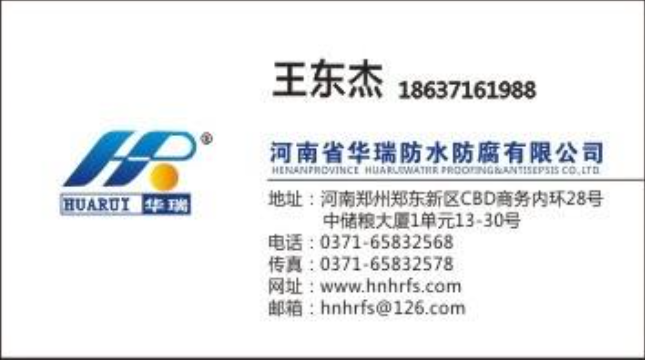 王东杰 18637161988
HR®
HUARUI 华瑞
河南省华瑞防水防腐有限公司
HENANPROVINCE HUARUIWATHR PROOFING&ANTISEPSIS CO.,LTD.
地址：河南郑州郑东新区CBD商务内环28号
中储粮大厦1单元13-30号
电话：0371-65832568
传真：0371-65832578
网址：www.hnhrfs.com
邮箱：hnhrfs@126.com